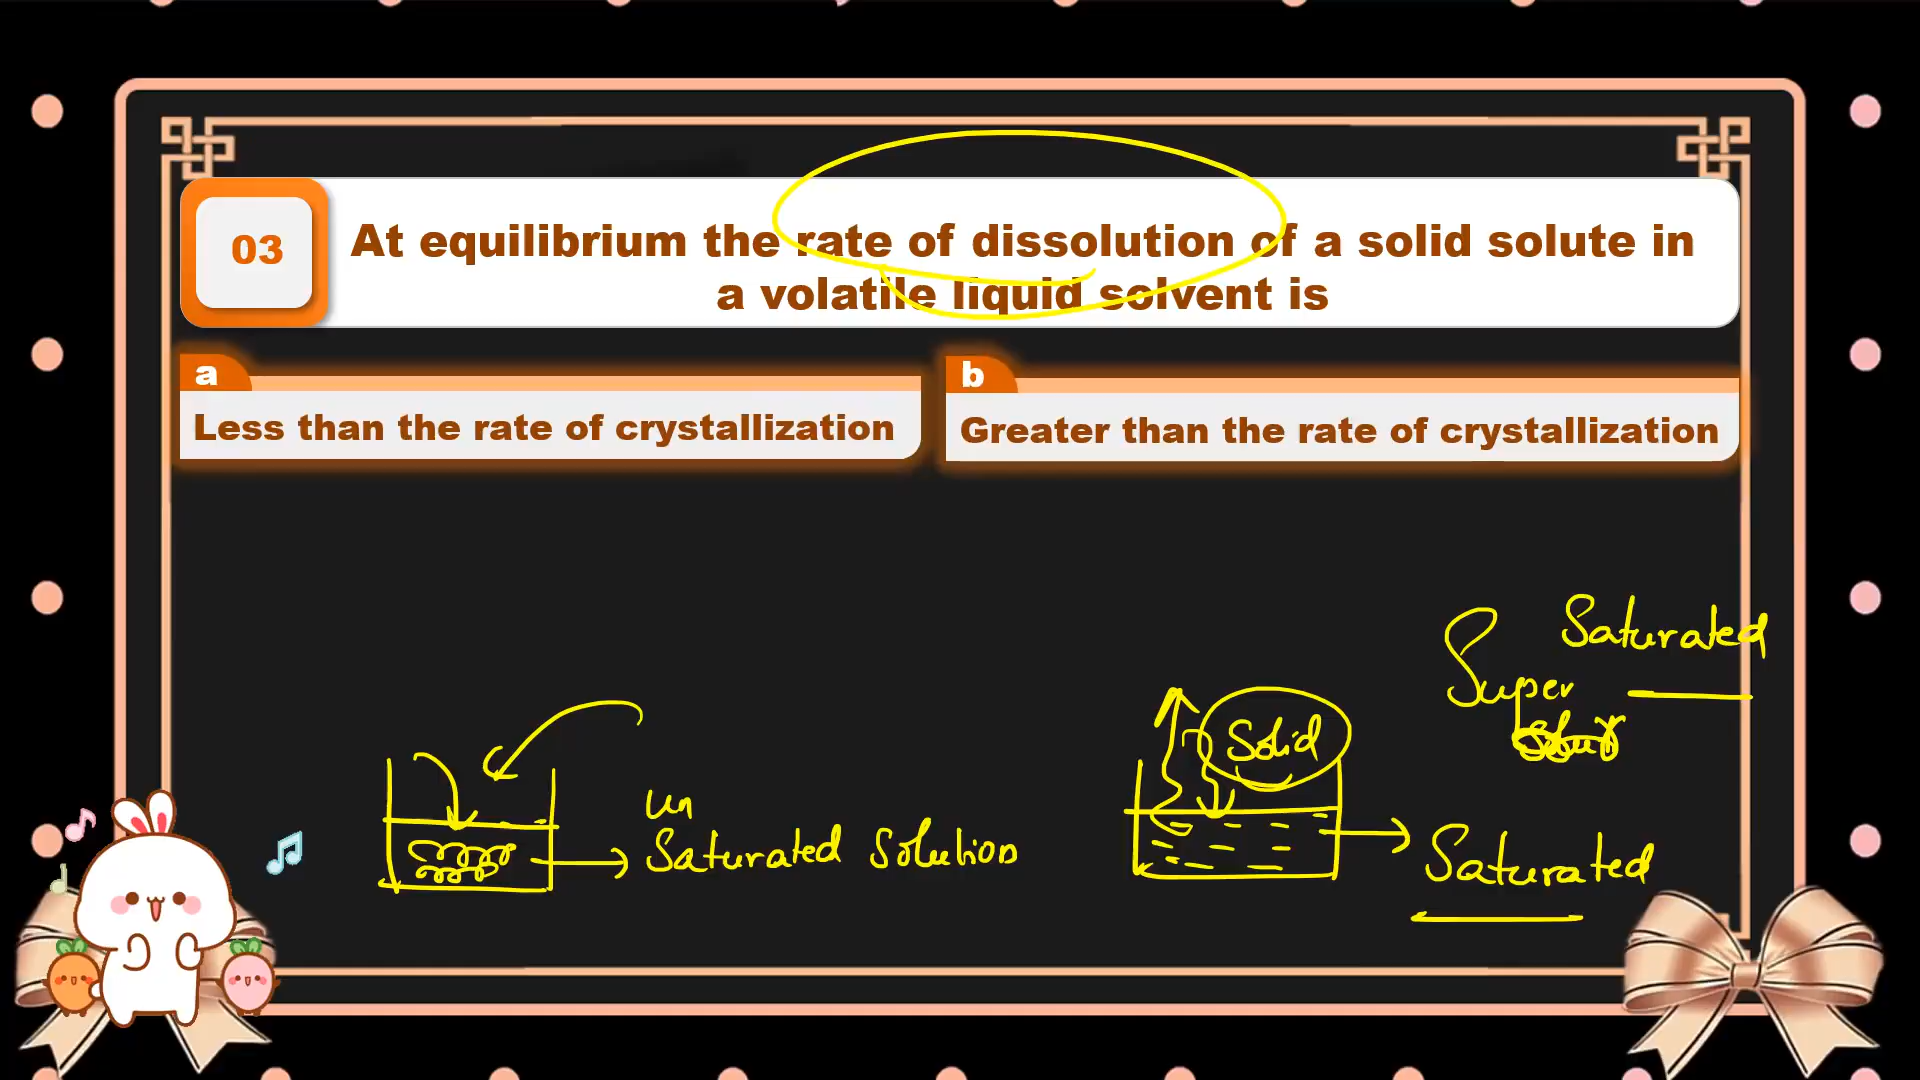 03
At equilibrium the rate of dissolution of a solid solute in
a volatile liquid solvent is
a
Less than the rate of crystallization
b
Greater than the rate of crystallization
Saturated
Super
Solid
un
Saturated Solution
Saturated